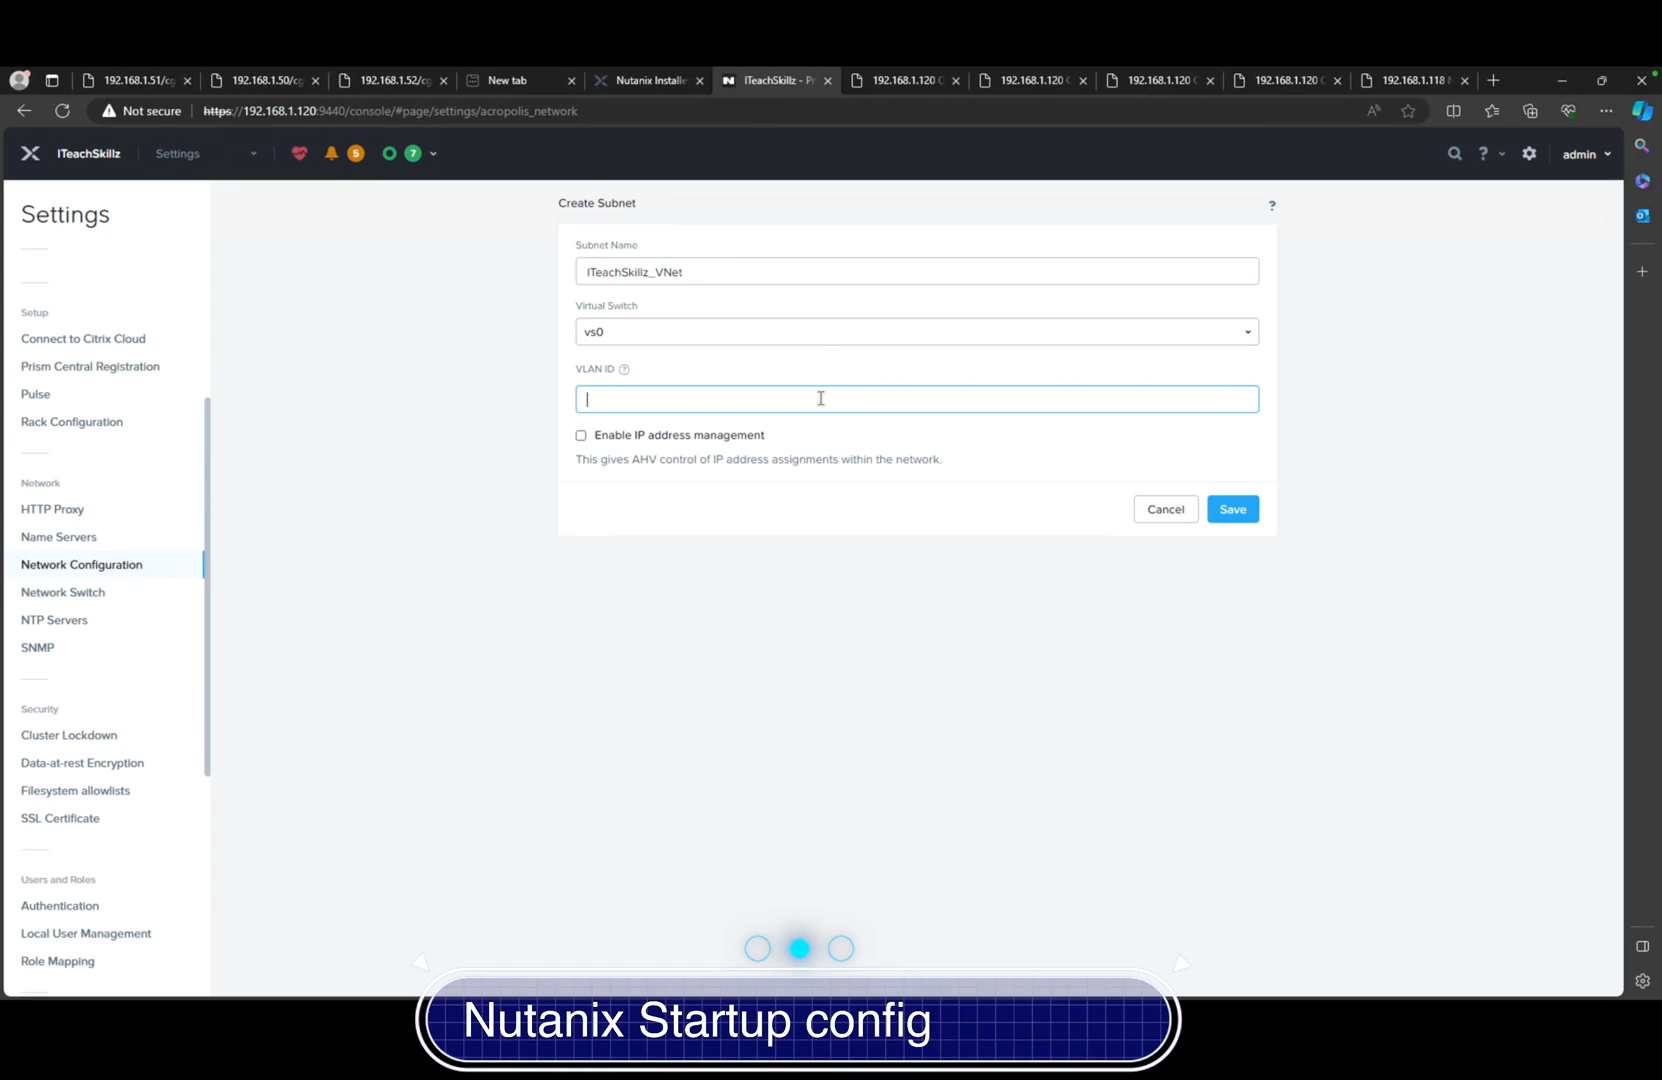 192.168.1.51/cg
192.168.1.50/cg
192.168.1.52/cg
New tab
Nutanix Installe
ITeachSkillz - Pr
192.168.1.120 C
192.168.1.120 C
192.168.1.120 C
192.168.1.120 C
192.168.1.118 N
Not secure
https://192.168.1.120:9440/console/#page/settings/acropolis_network
ITeachSkillz
Settings
5
7
?
admin
Settings
Setup
Connect to Citrix Cloud
Prism Central Registration
Pulse
Rack Configuration
Network
HTTP Proxy
Name Servers
Network Configuration
Network Switch
NTP Servers
SNMP
Security
Cluster Lockdown
Data-at-rest Encryption
Filesystem allowlists
SSL Certificate
Users and Roles
Authentication
Local User Management
Role Mapping
Create Subnet
?
Subnet Name
ITeachSkillz_VNet
Virtual Switch
vs0
VLAN ID ?
Enable IP address management
This gives AHV control of IP address assignments within the network.
Cancel
Save
Nutanix Startup config